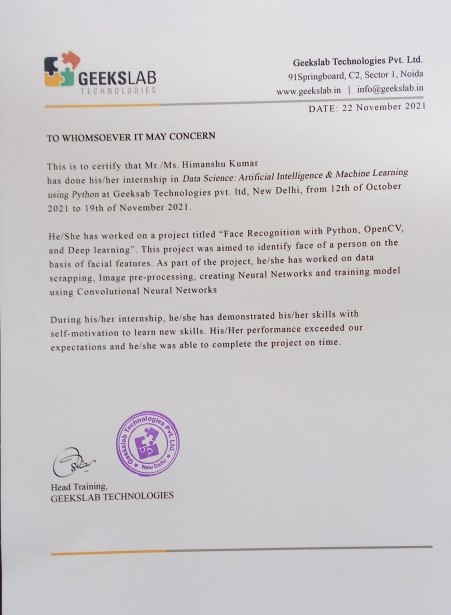 GEEKSLAB
TECHNOLOGIES
Geekslab Technologies Pvt. Ltd.
91Springboard, C2, Sector 1, Noida
www.geekslab.in | info@geekslab.in
DATE: 22 November 2021
TO WHOMSOEVER IT MAY CONCERN
This is to certify that Mr./Ms. Himanshu Kumar
has done his/her internship in Data Science: Artificial Intelligence & Machine Learning
using Python at Geeksab Technologies pvt. ltd, New Delhi, from 12th of October
2021 to 19th of November 2021.
He/She has worked on a project titled “Face Recognition with Python, OpenCV,
and Deep learning”. This project was aimed to identify face of a person on the
basis of facial features. As part of the project, he/she has worked on data
scrapping, Image pre-processing, creating Neural Networks and training model
using Convolutional Neural Networks
During his/her internship, he/she has demonstrated his/her skills with
self-motivation to learn new skills. His/Her performance exceeded our
expectations and he/she was able to complete the project on time.
Geekslab Technologies Pvt. Ltd.
New Delhi
Head Training,
GEEKSLAB TECHNOLOGIES